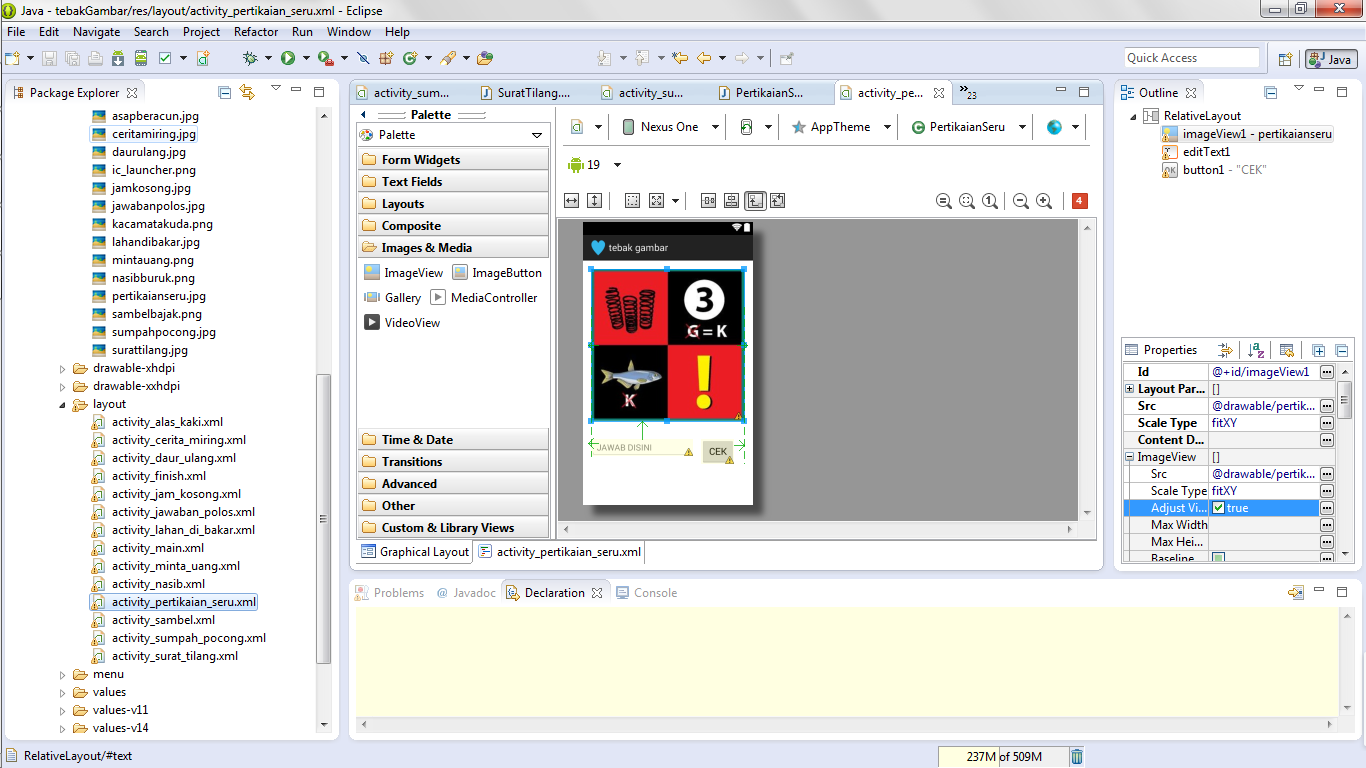 Java - tebakGambar/res/layout/activity_pertikaian_seru.xml - Eclipse
File Edit Navigate Search Project Refactor Run Window Help
Quick Access
Java
Package Explorer
asapberacun.jpg
ceritamiring.jpg
daurulang.jpg
ic_launcher.png
jamkosong.jpg
jawabanpolos.jpg
kacamatakuda.png
lahandibakar.jpg
mintauang.png
nasibburuk.png
pertikaianseru.jpg
sambelbajak.png
sumpahpocong.jpg
surattilang.jpg
drawable-xhdpi
drawable-xxhdpi
layout
activity_alas_kaki.xml
activity_cerita_miring.xml
activity_daur_ulang.xml
activity_finish.xml
activity_jam_kosong.xml
activity_jawaban_polos.xml
activity_lahan_di_bakar.xml
activity_main.xml
activity_minta_uang.xml
activity_nasib.xml
activity_pertikaian_seru.xml
activity_sambel.xml
activity_sumpah_pocong.xml
activity_surat_tilang.xml
menu
values
values-v11
values-v14
activity_sum... SuratTilang.... activity_su... PertikaianS... activity_pe... »23
Palette
Palette
Form Widgets
Text Fields
Layouts
Composite
Images & Media
ImageView ImageButton
Gallery MediaController
VideoView
Time & Date
Transitions
Advanced
Other
Custom & Library Views
Nexus One AppTheme PertikaianSeru
19
1
4
tebak gambar
3
G = K
K
!
JAWAB DISINI CEK
Graphical Layout activity_pertikaian_seru.xml
Outline
RelativeLayout
imageView1 - pertikaianseru
editText1
OK button1 - "CEK"
Properties
Id @+id/imageView1
Layout Par... []
Src @drawable/pertik...
Scale Type fitXY
Content D...
ImageView []
Src @drawable/pertik...
Scale Type fitXY
Adjust Vi... true
Max Width
Max Hei...
Baseline
Problems @ Javadoc Declaration Console
RelativeLayout/#text
237M of 509M